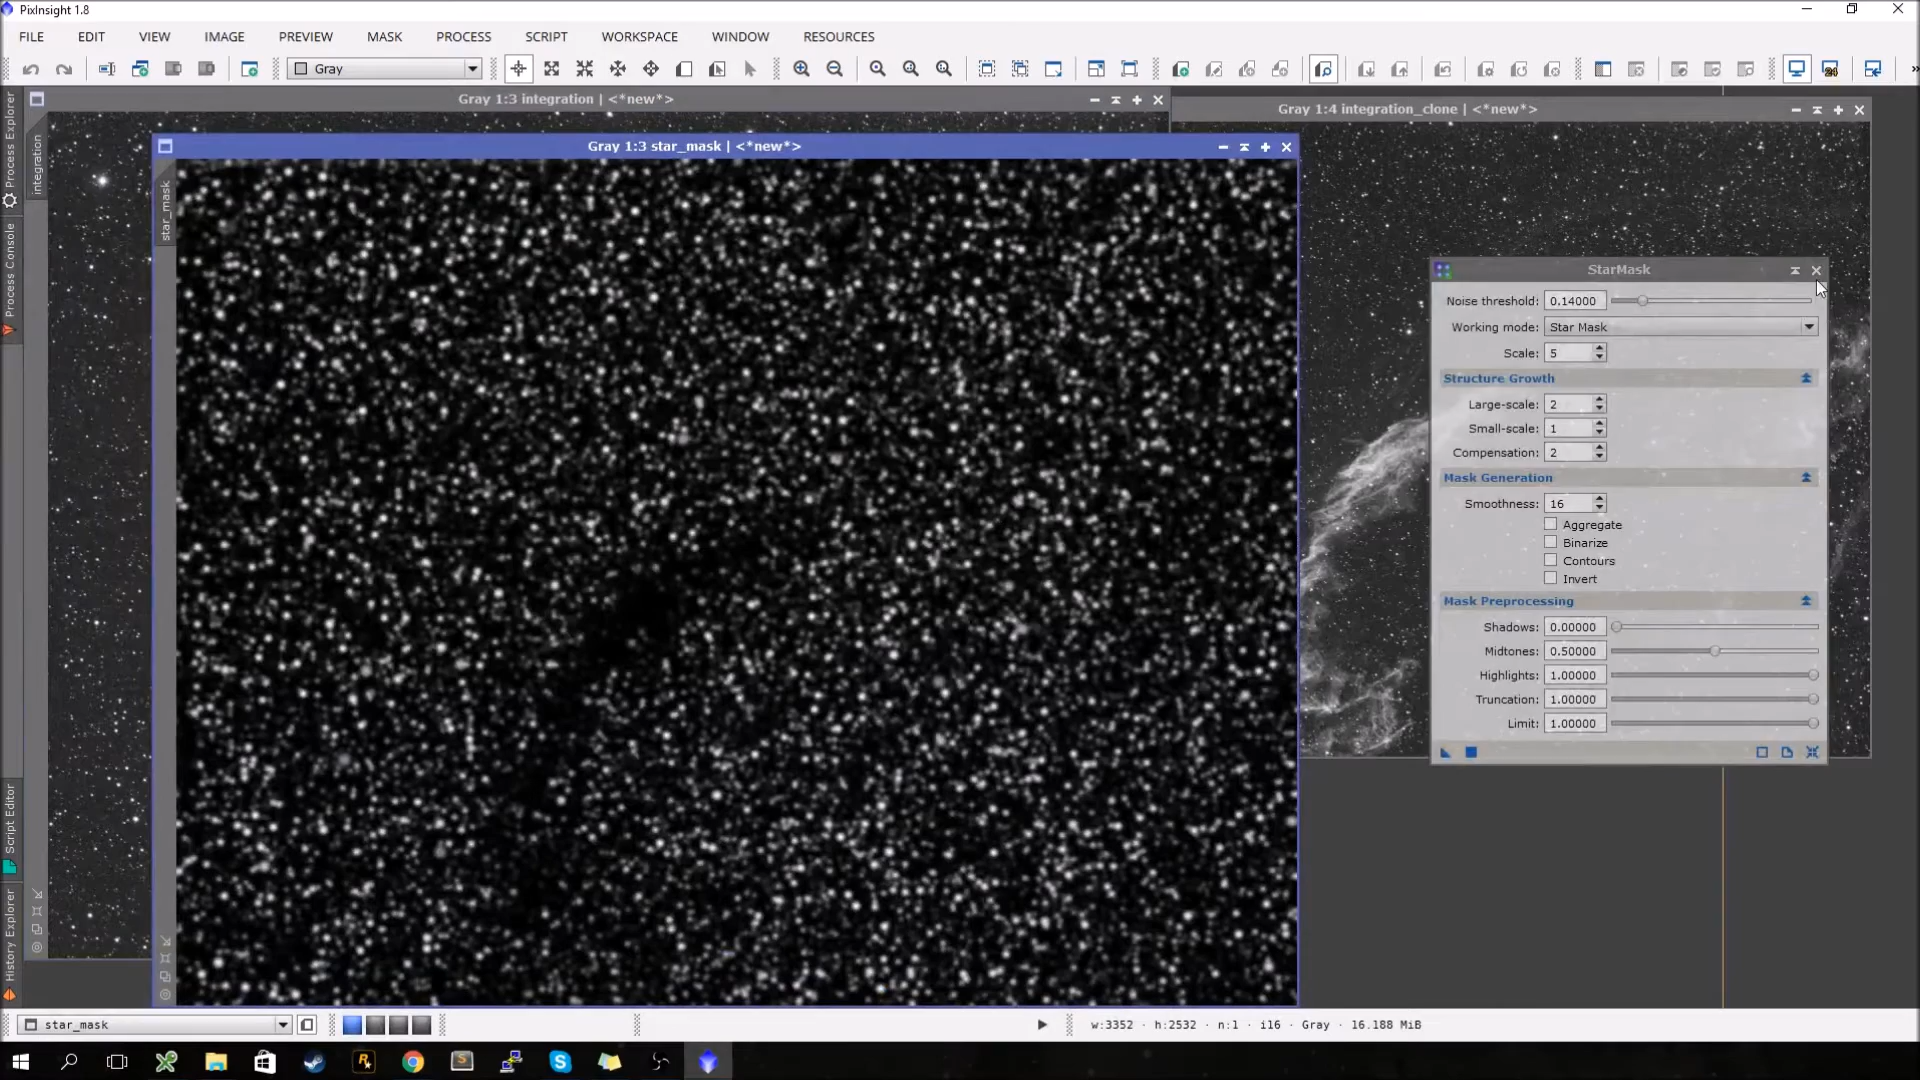 PixInsight 1.8
FILE EDIT VIEW IMAGE PREVIEW MASK PROCESS SCRIPT WORKSPACE WINDOW RESOURCES
Gray
24
Gray 1:3 integration | <*new*>
Gray 1:4 integration_clone | <*new*>
Gray 1:3 star_mask | <*new*>
integration
star_mask
Process Explorer
Process Console
Script Editor
History Explorer
StarMask
Noise threshold: 0.14000
Working mode: Star Mask
Scale: 5
Structure Growth
Large-scale: 2
Small-scale: 1
Compensation: 2
Mask Generation
Smoothness: 16
Aggregate
Binarize
Contours
Invert
Mask Preprocessing
Shadows: 0.00000
Midtones: 0.50000
Highlights: 1.00000
Truncation: 1.00000
Limit: 1.00000
star_mask
w:3352 · h:2532 · n:1 · i16 · Gray · 16.188 MiB